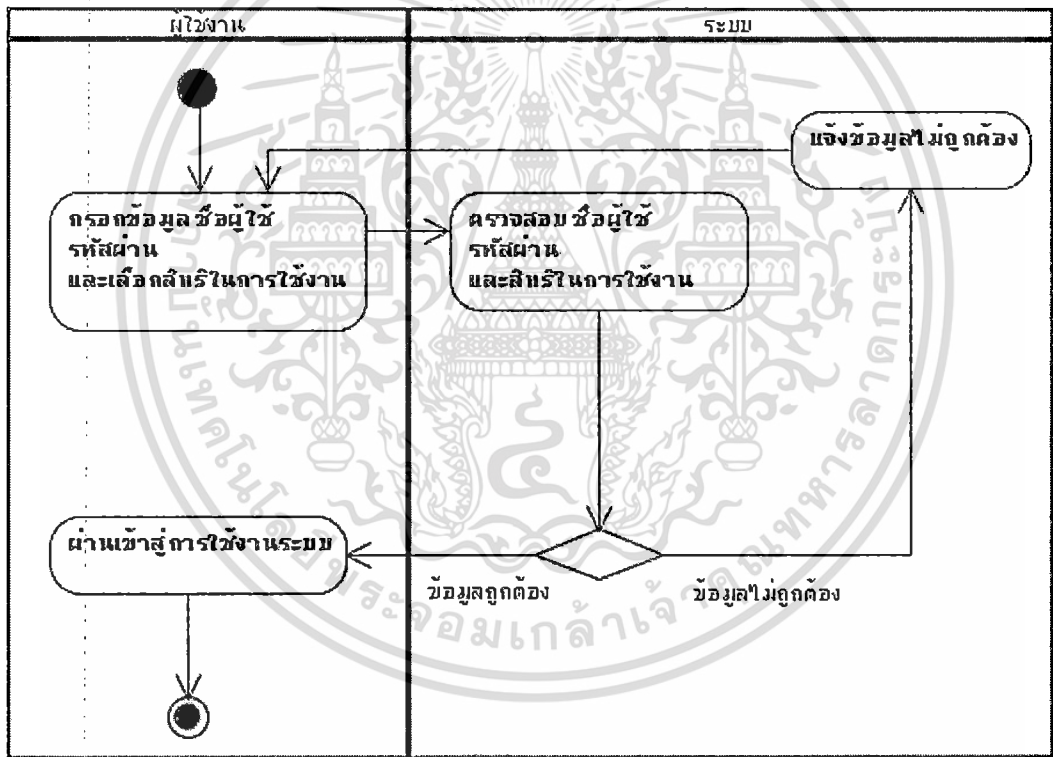 ผู้ใช้งาน
ระบบ
แจ้งข้อมูลไม่ถูกต้อง
กรอกข้อมูล ชื่อผู้ใช้
รหัสผ่าน
และเลือกสิทธิในการใช้งาน
ตรวจสอบ ชื่อผู้ใช้
รหัสผ่าน
และสิทธิในการใช้งาน
ผ่านเข้าสู่การใช้งานระบบ
ข้อมูลถูกต้อง
ข้อมูลไม่ถูกต้อง